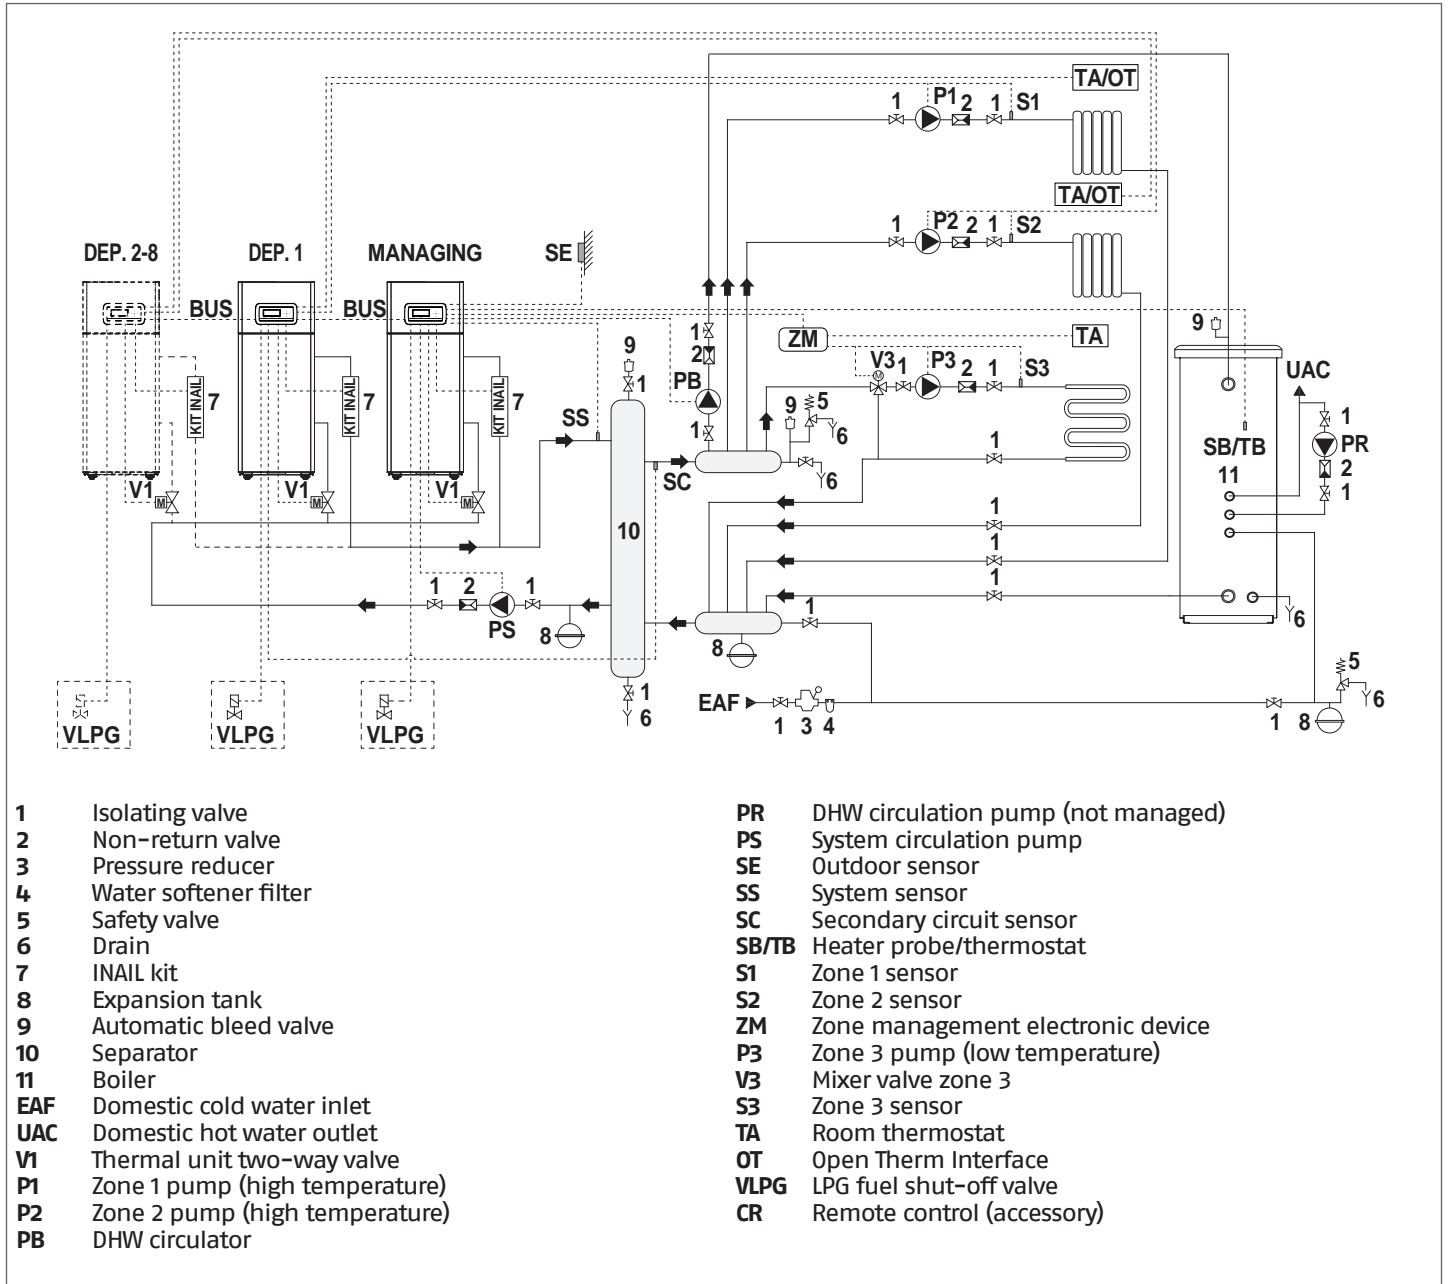 TA/OT
1 P1 2 1 S1
TA/OT
1 P2 2 1 S2
DEP. 2-8 DEP. 1 MANAGING SE
BUS BUS
9
1
2
ZM TA
V3 1 P3 2 1 S3
M
9
1
PB
1
9 5
6
6
UAC
1
PR
2
1
SB/TB
11
KIT INAIL 7 KIT INAIL 7 KIT INAIL 7
SS
SC
1
V1 V1 V1
M M M
10
1
1
1
1 2 1
PS
8
8
1
6
5
6
VLPG VLPG VLPG
1
6
EAF
1 3 4
1 8
1 Isolating valve
2 Non-return valve
3 Pressure reducer
4 Water softener filter
5 Safety valve
6 Drain
7 INAIL kit
8 Expansion tank
9 Automatic bleed valve
10 Separator
11 Boiler
EAF Domestic cold water inlet
UAC Domestic hot water outlet
V1 Thermal unit two-way valve
P1 Zone 1 pump (high temperature)
P2 Zone 2 pump (high temperature)
PB DHW circulator
PR DHW circulation pump (not managed)
PS System circulation pump
SE Outdoor sensor
SS System sensor
SC Secondary circuit sensor
SB/TB Heater probe/thermostat
S1 Zone 1 sensor
S2 Zone 2 sensor
ZM Zone management electronic device
P3 Zone 3 pump (low temperature)
V3 Mixer valve zone 3
S3 Zone 3 sensor
TA Room thermostat
OT Open Therm Interface
VLPG LPG fuel shut-off valve
CR Remote control (accessory)